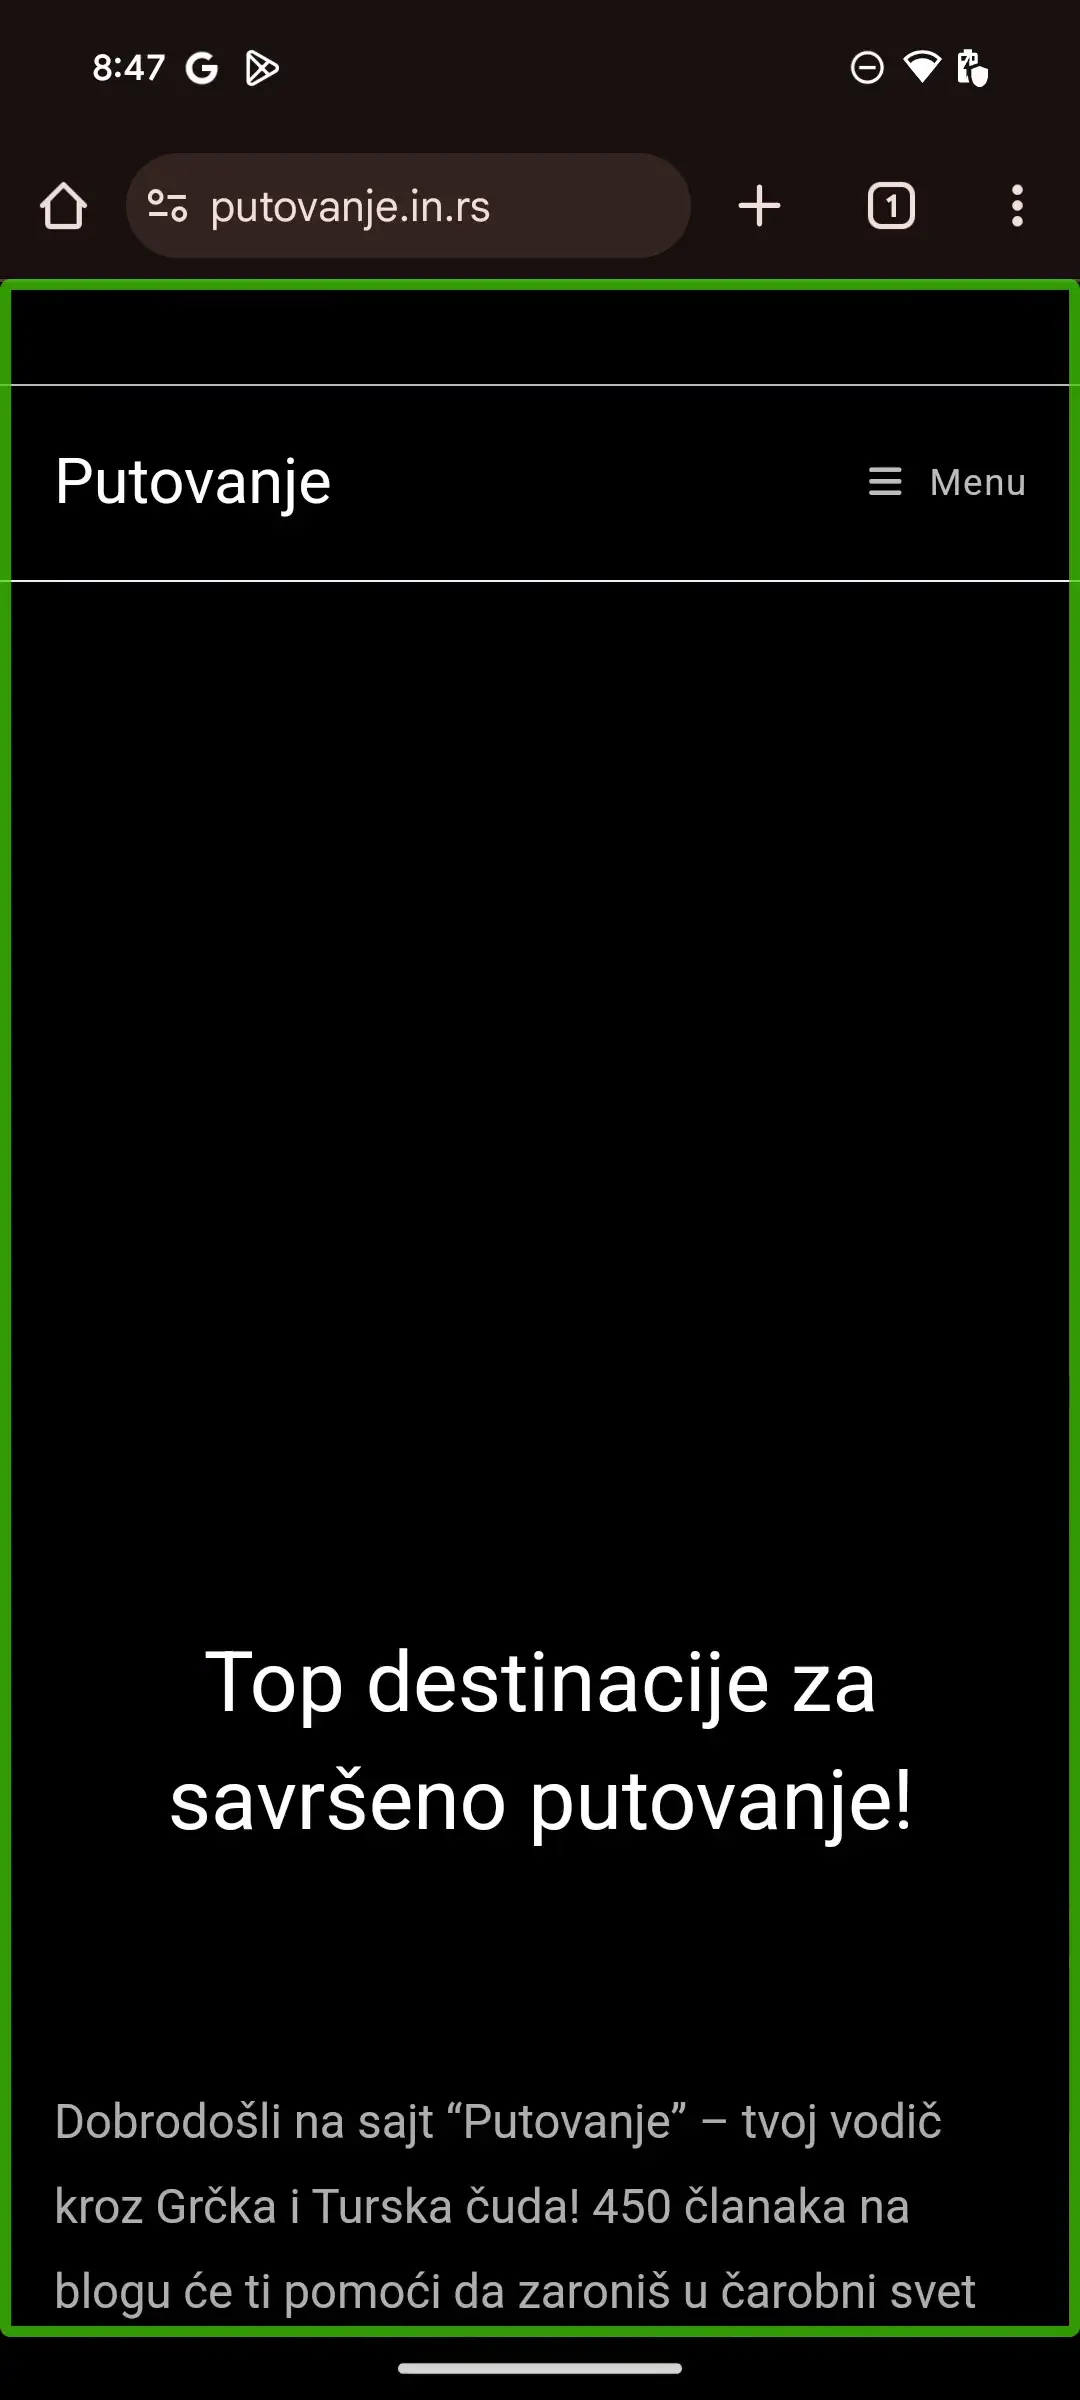 8:47
putovanje.in.rs
1
Putovanje
Menu
Top destinacije za
savršeno putovanje!
Dobrodošli na sajt “Putovanje” – tvoj vodič
kroz Grčka i Turska čuda! 450 članaka na
blogu će ti pomoći da zaroniš u čarobni svet